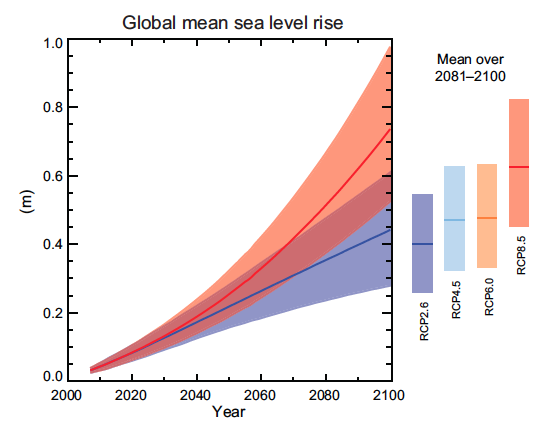 Global mean sea level rise
1.0
0.8
0.6
0.4
0.2
0.0
(m)
2000 2020 2040 2060 2080 2100
Year
Mean over
2081–2100
RCP2.6
RCP4.5
RCP6.0
RCP8.5